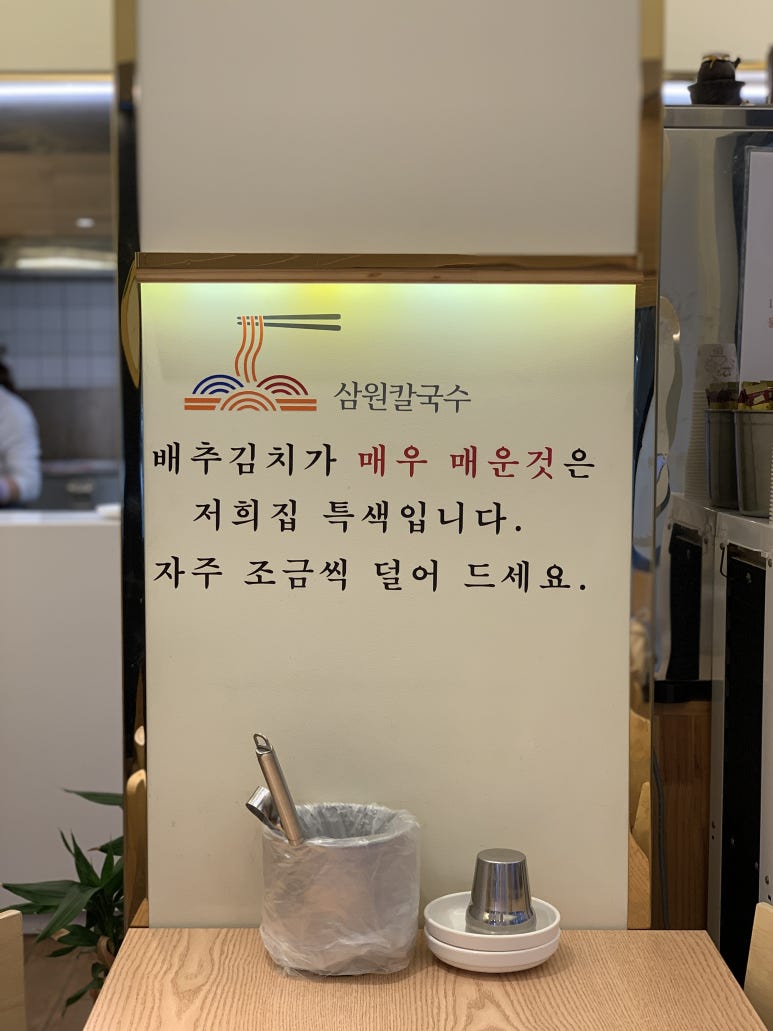 삼원칼국수
배추김치가 매우 매운것은
저희집 특색입니다.
자주 조금씩 덜어 드세요.